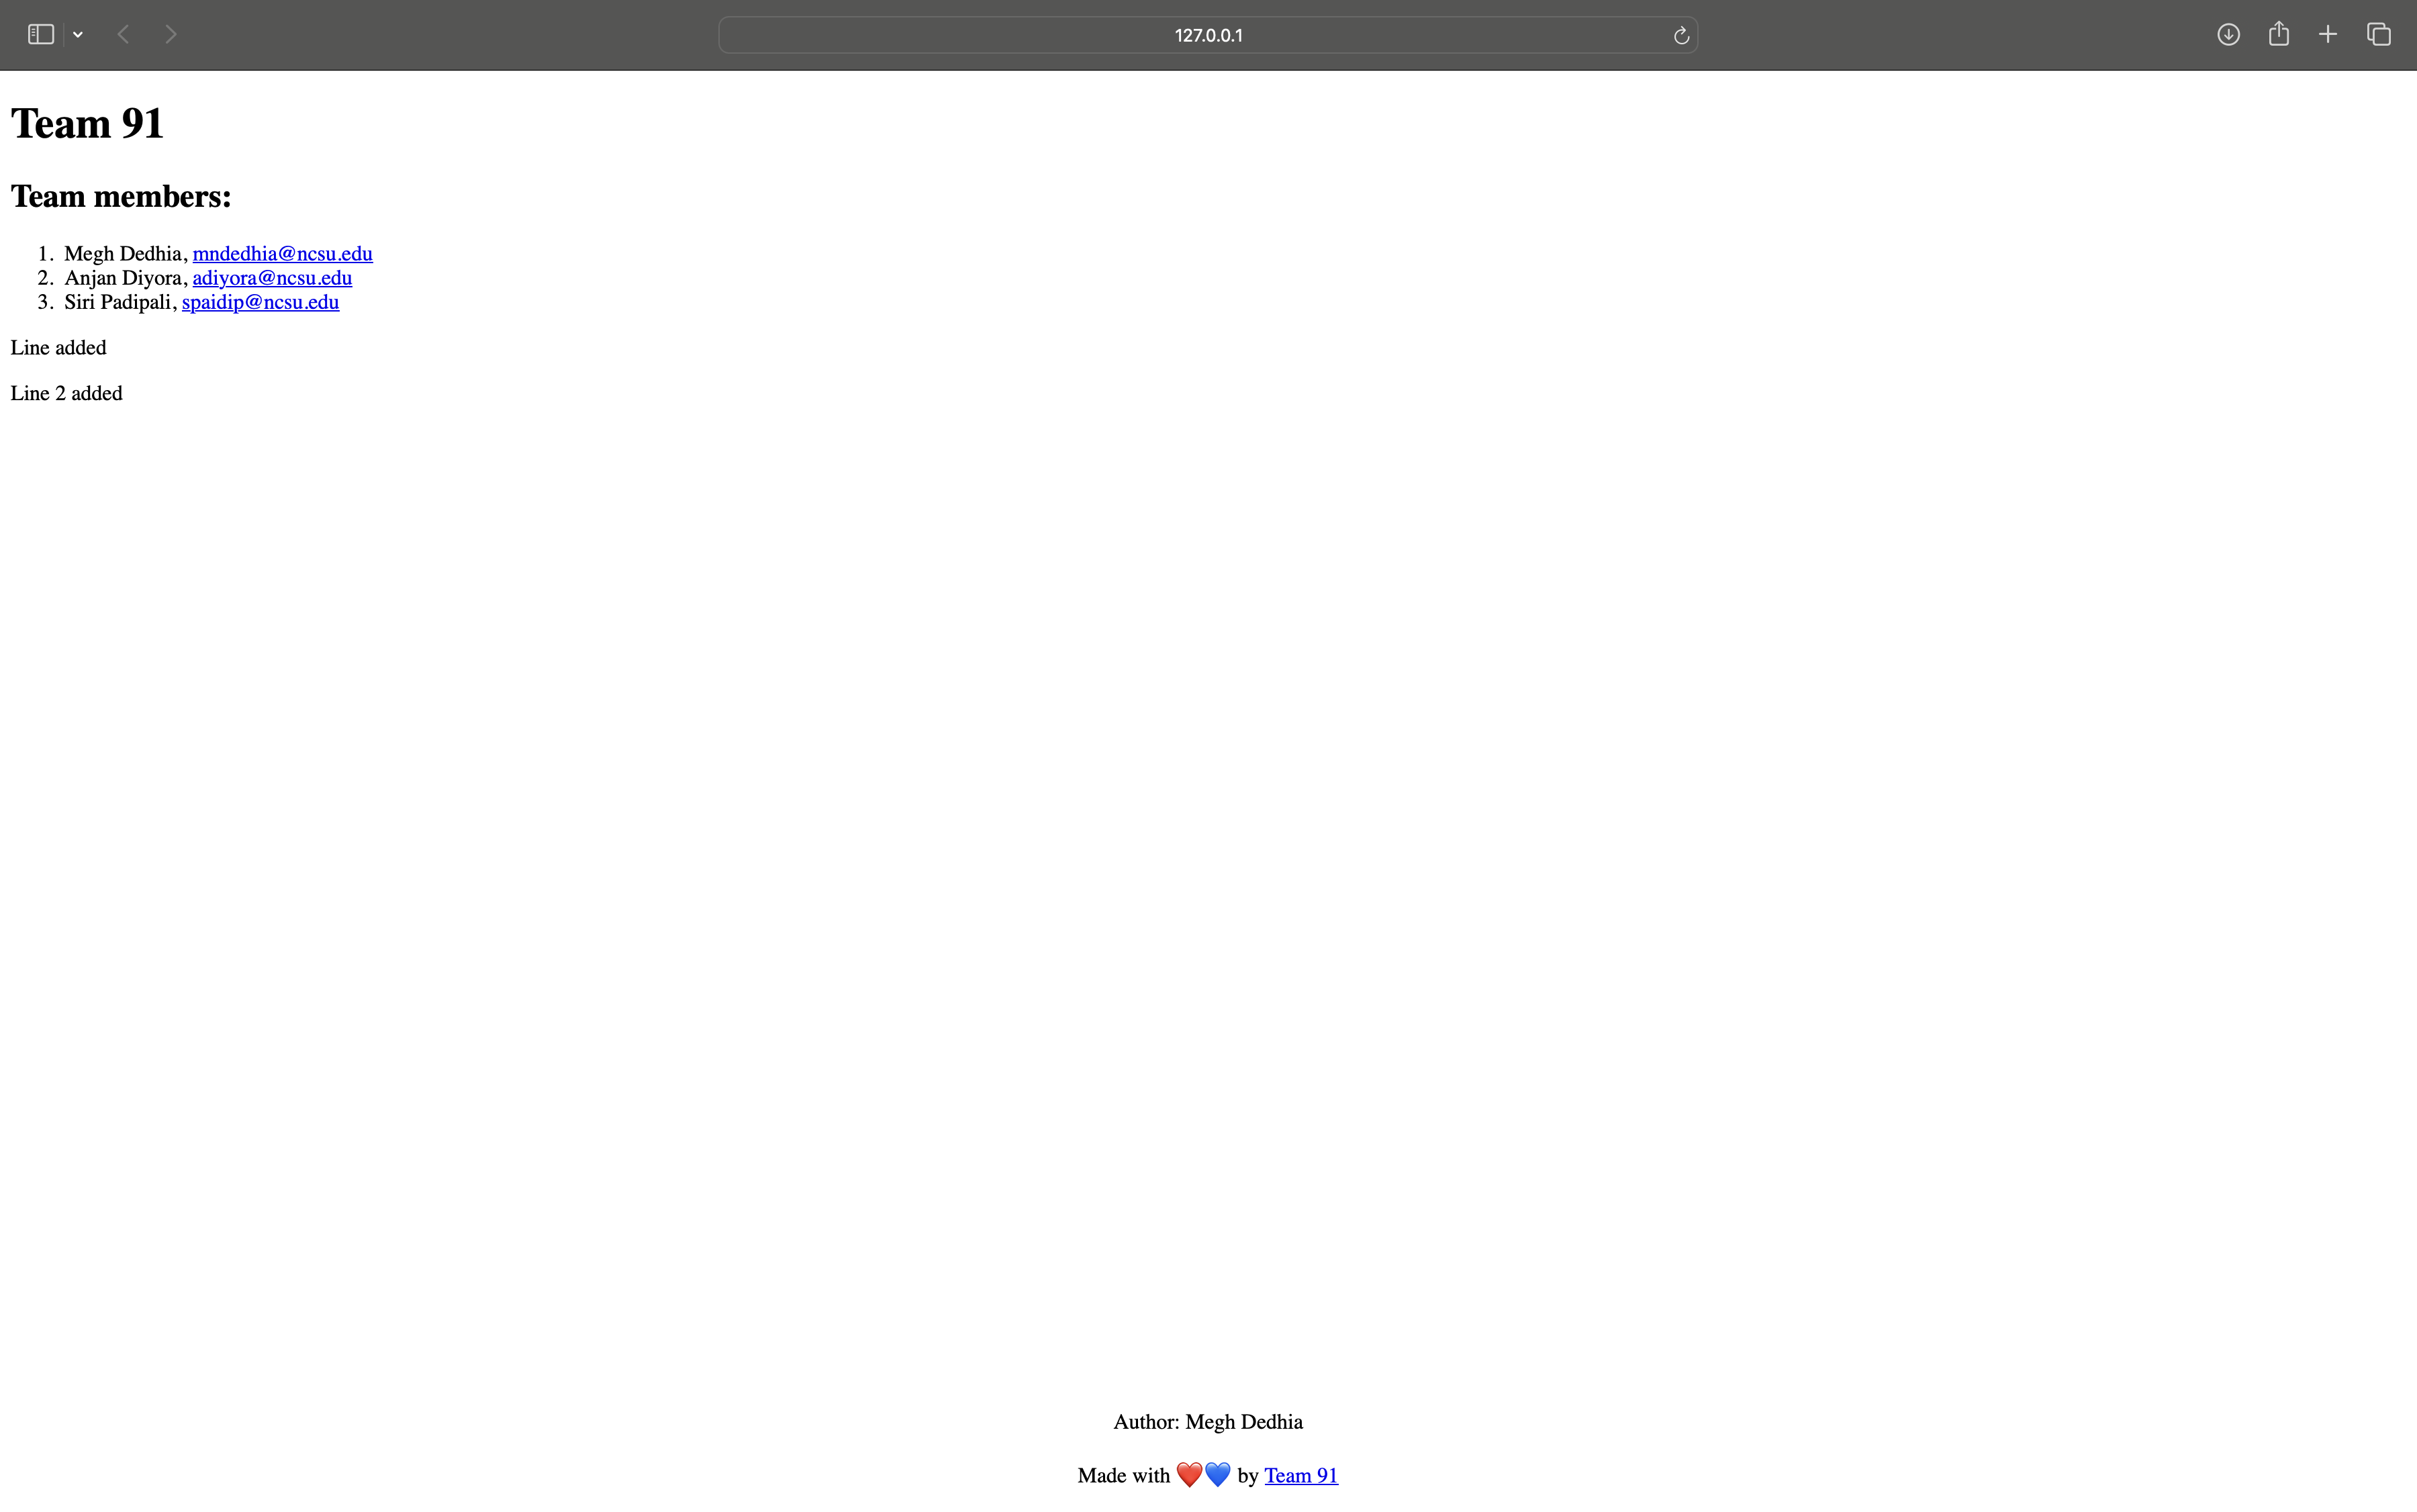 127.0.0.1
Team 91
Team members:
1. Megh Dedhia, mndedhia@ncsu.edu
2. Anjan Diyora, adiyora@ncsu.edu
3. Siri Padipali, spaidip@ncsu.edu
Line added
Line 2 added
Author: Megh Dedhia
Made with ❤️💙 by Team 91